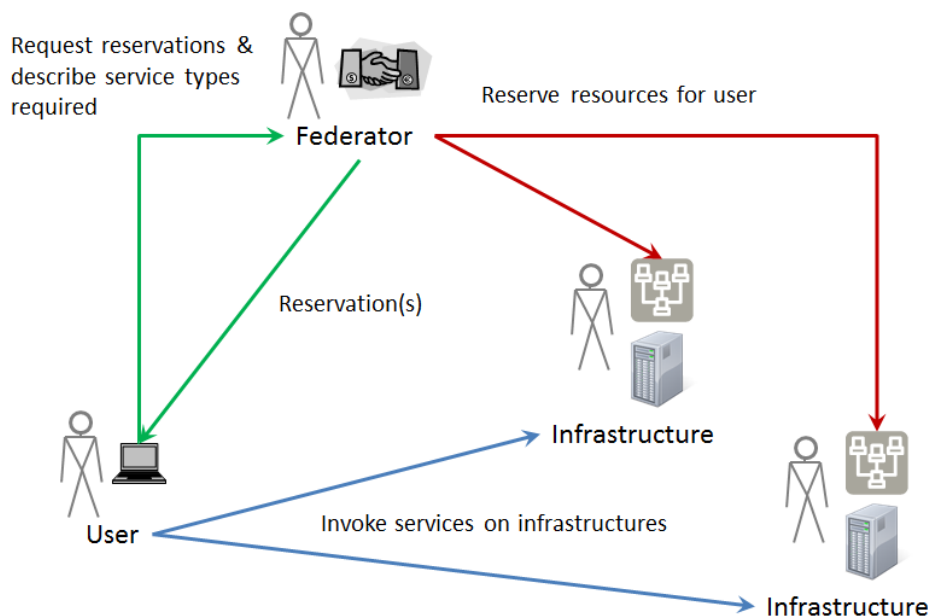 Request reservations &
describe service types
required
Federator
Reserve resources for user
Reservation(s)
Infrastructure
User
Invoke services on infrastructures
Infrastructure